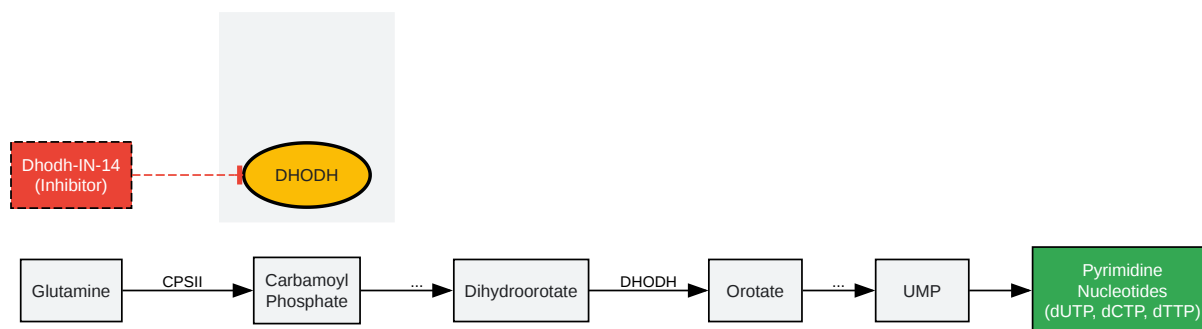 Dhodh-IN-14
(Inhibitor)
DHODH
Glutamine
CPSII
Carbamoyl
Phosphate
...
Dihydroorotate
DHODH
Orotate
...
UMP
Pyrimidine
Nucleotides
(dUTP, dCTP, dTTP)